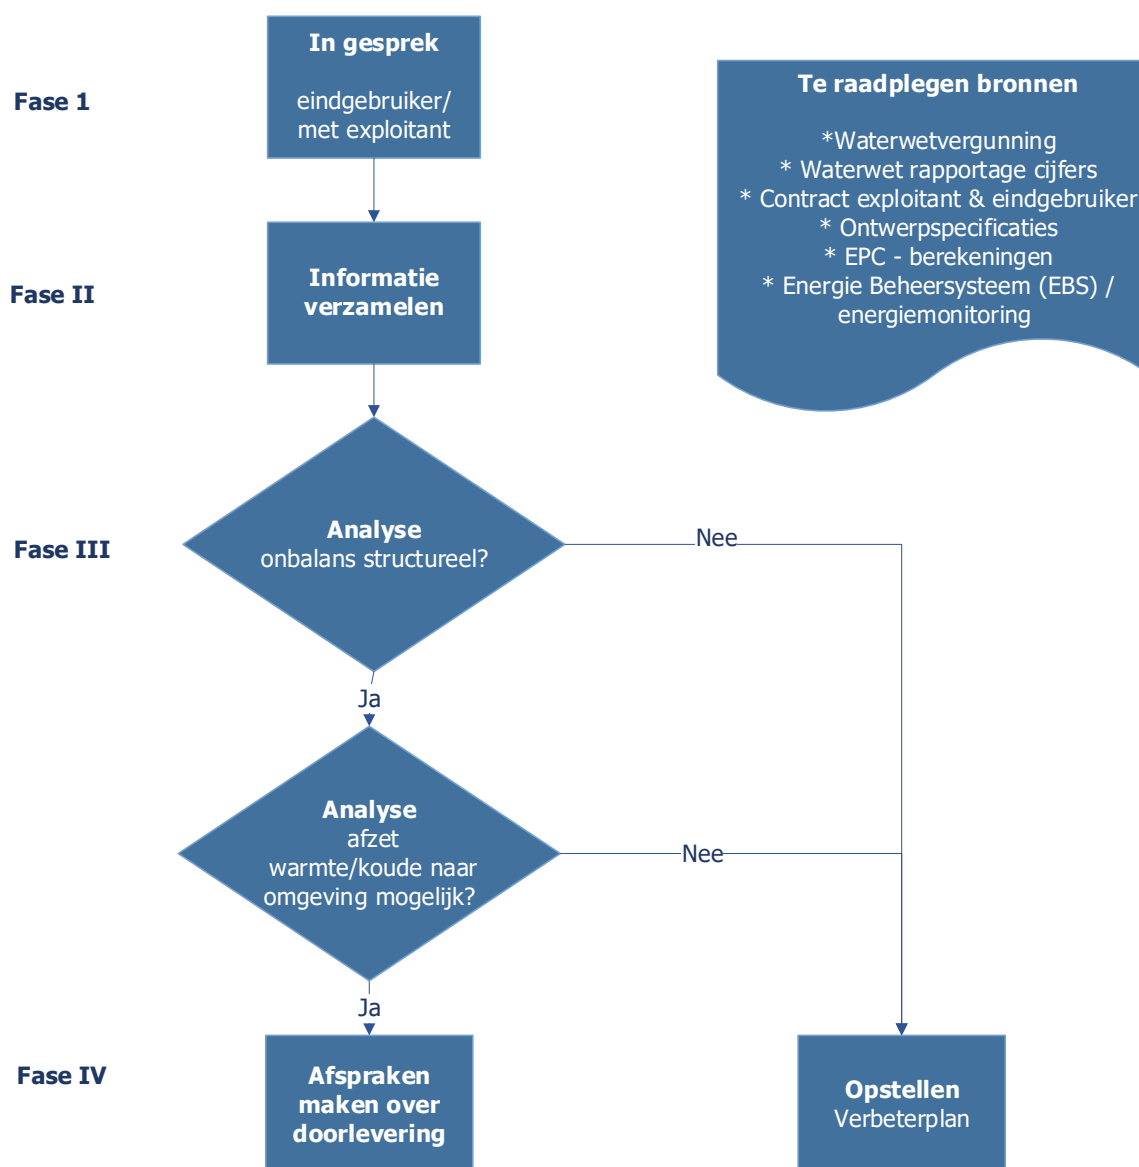 In gesprek
eindgebruiker/
met exploitant
Fase 1
Te raadplegen bronnen
*Waterwetvergunning
* Waterwet rapportage cijfers
* Contract exploitant & eindgebruiker
* Ontwerpspecificaties
* EPC - berekeningen
* Energie Beheersysteem (EBS) /
energiemonitoring
Fase II
Informatie
verzamelen
Fase III
Analyse
onbalans structureel?
Nee
Ja
Analyse
afzet
warmte/koude naar
omgeving mogelijk?
Nee
Ja
Fase IV
Afspraken
maken over
doorlevering
Opstellen
Verbeterplan